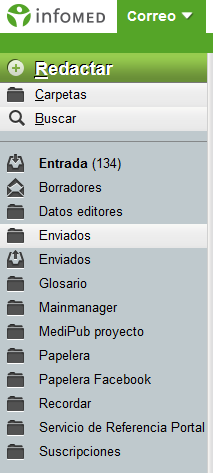 infoMED Correo
Redactar
Carpetas
Buscar
Entrada (134)
Borradores
Datos editores
Enviados
Enviados
Glosario
Mainmanager
MediPub proyecto
Papelera
Papelera Facebook
Recordar
Servicio de Referencia Portal
Suscripciones